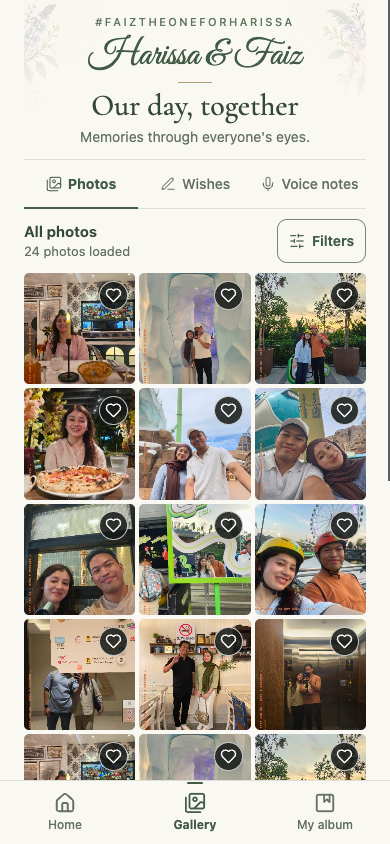 #FAIZTHEONEFORHARISSA
Harissa & Faiz
Our day, together
Memories through everyone's eyes.
Photos
Wishes
Voice notes
All photos
24 photos loaded
Filters
Home
Gallery
My album